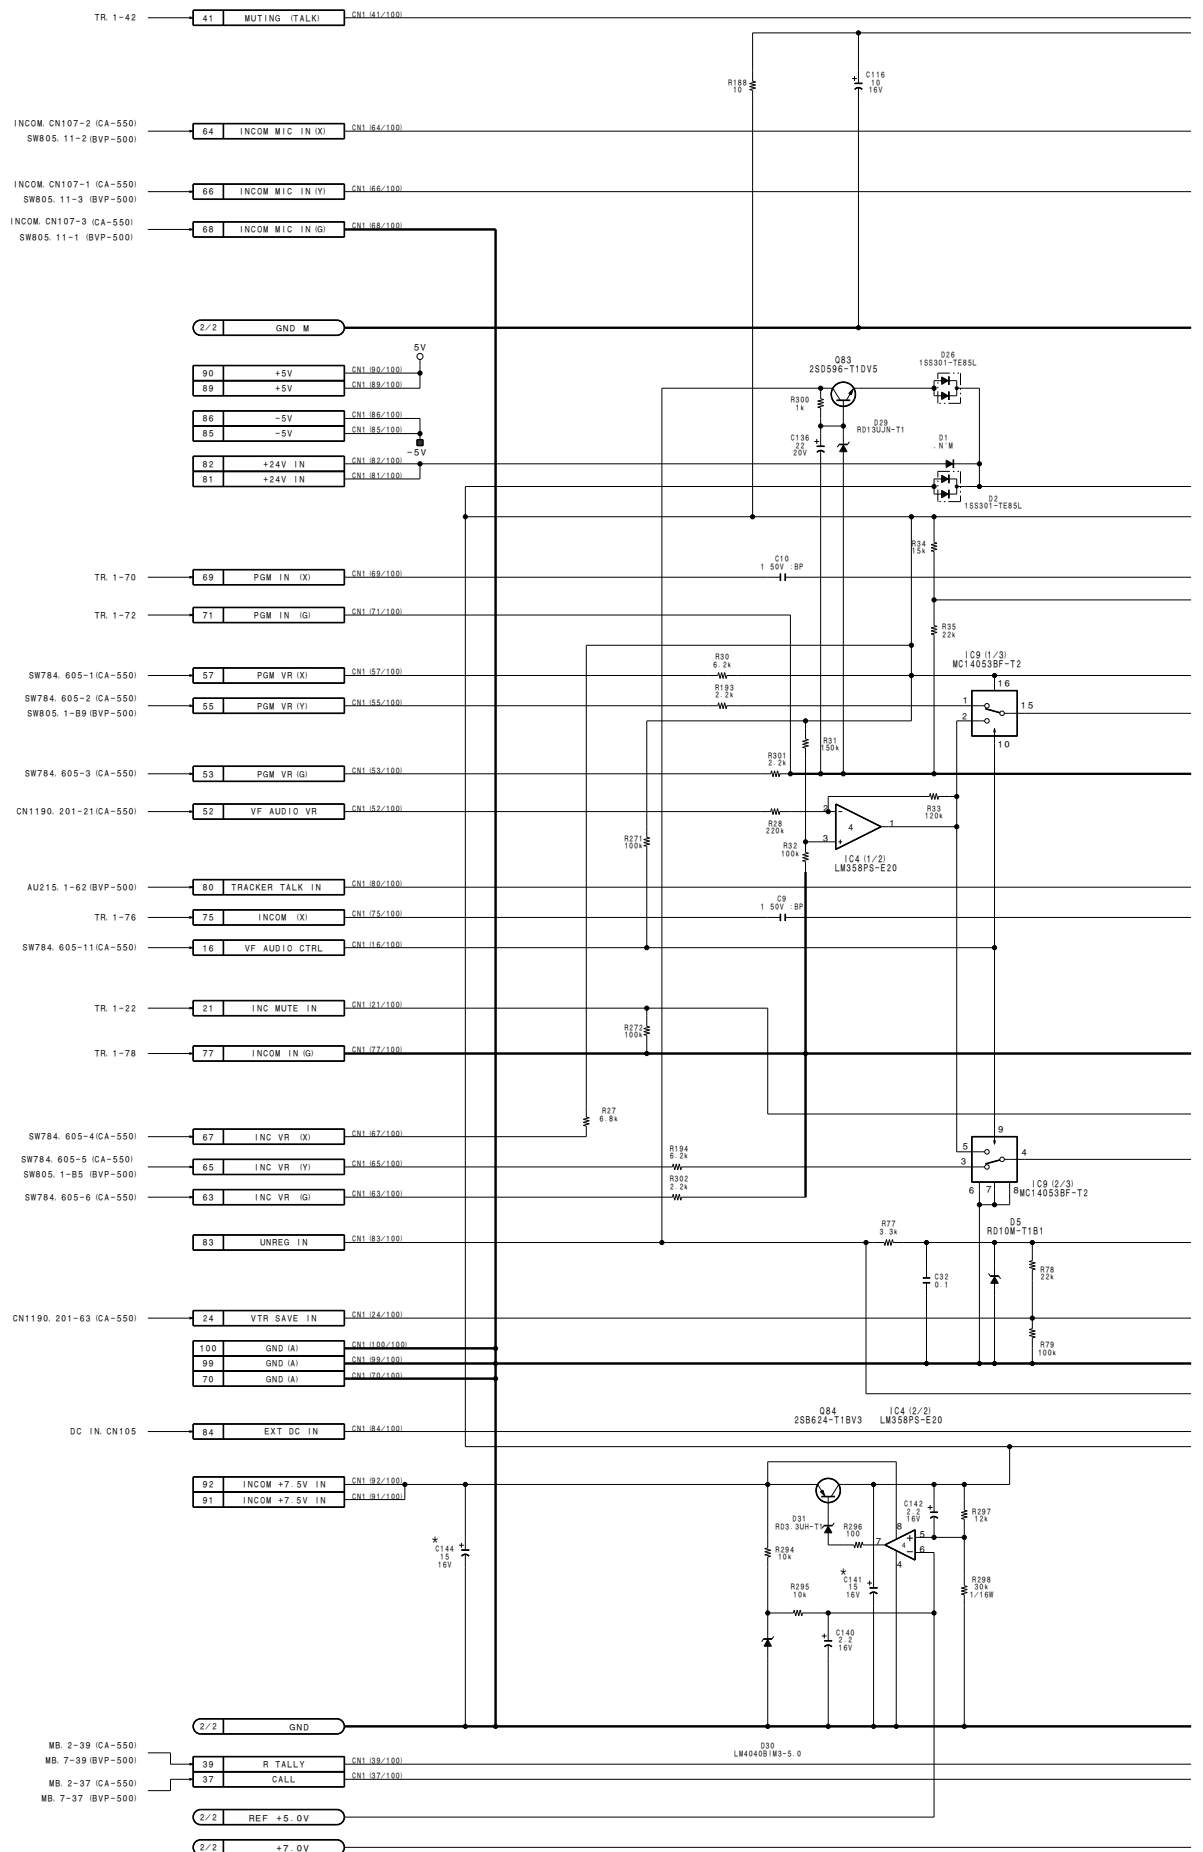 TR. 1-42
41 MUTING (TALK)
CN1 (41/100)
R188
10
C116
10
16V
INCOM. CN107-2 (CA-550)
SW805. 11-2 (BVP-500)
64 INCOM MIC IN (X)
CN1 (64/100)
INCOM. CN107-1 (CA-550)
SW805. 11-3 (BVP-500)
66 INCOM MIC IN (Y)
CN1 (66/100)
INCOM. CN107-3 (CA-550)
SW805. 11-1 (BVP-500)
68 INCOM MIC IN (G)
CN1 (68/100)
2/2 GND M
5V
90 +5V
CN1 (90/100)
89 +5V
CN1 (89/100)
86 -5V
CN1 (86/100)
85 -5V
CN1 (85/100)
-5V
82 +24V IN
CN1 (82/100)
81 +24V IN
CN1 (81/100)
Q83
2SD596-T1DV5
D26
1SS301-TE85L
R300
1k
D29
RD13UJN-T1
C136
22
20V
D1
.N'M
D2
1SS301-TE85L
R34
15k
TR. 1-70
69 PGM IN (X)
CN1 (69/100)
C10
1 50V :BP
TR. 1-72
71 PGM IN (G)
CN1 (71/100)
R35
22k
SW784. 605-1 (CA-550)
57 PGM VR (X)
CN1 (57/100)
R30
6.2k
IC9 (1/3)
MC14053BF-T2
16
SW784. 605-2 (CA-550)
SW805. 1-B9 (BVP-500)
55 PGM VR (Y)
CN1 (55/100)
R193
2.2k
1
15
2
10
R31
150k
SW784. 605-3 (CA-550)
53 PGM VR (G)
CN1 (53/100)
R301
2.2k
CN1190. 201-21 (CA-550)
52 VF AUDIO VR
CN1 (52/100)
R28
220k
R33
120k
2
4
1
3
R271
100k
R32
100k
IC4 (1/2)
LM358PS-E20
AU215. 1-62 (BVP-500)
80 TRACKER TALK IN
CN1 (80/100)
TR. 1-76
75 INCOM (X)
CN1 (75/100)
C9
1 50V :BP
SW784. 605-11 (CA-550)
16 VF AUDIO CTRL
CN1 (16/100)
TR. 1-22
21 INC MUTE IN
CN1 (21/100)
R272
100k
TR. 1-78
77 INCOM IN (G)
CN1 (77/100)
R27
6.8k
SW784. 605-4 (CA-550)
67 INC VR (X)
CN1 (67/100)
9
SW784. 605-5 (CA-550)
SW805. 1-B5 (BVP-500)
65 INC VR (Y)
CN1 (65/100)
R194
6.2k
5
4
3
SW784. 605-6 (CA-550)
63 INC VR (G)
CN1 (63/100)
R302
2.2k
6 7 8
IC9 (2/3)
MC14053BF-T2
83 UNREG IN
CN1 (83/100)
R77
3.3k
D5
RD10M-T1B1
C32
0.1
R78
22k
CN1190. 201-63 (CA-550)
24 VTR SAVE IN
CN1 (24/100)
R79
100k
100 GND (A)
CN1 (100/100)
99 GND (A)
CN1 (99/100)
70 GND (A)
CN1 (70/100)
Q84
2SB624-T1BV3
IC4 (2/2)
LM358PS-E20
DC IN. CN105
84 EXT DC IN
CN1 (84/100)
92 INCOM +7.5V IN
CN1 (92/100)
91 INCOM +7.5V IN
CN1 (91/100)
C142
2.2
16V
R297
12k
D31
RD3.3UH-T1
R296
100
8
5
7
4
6
4
*
C144
15
16V
R294
10k
*
C141
15
16V
R298
30k
1/16W
R295
10k
C140
2.2
16V
2/2 GND
D30
LM4040BIM3-5.0
MB. 2-39 (CA-550)
MB. 7-39 (BVP-500)
39 R TALLY
CN1 (39/100)
MB. 2-37 (CA-550)
MB. 7-37 (BVP-500)
37 CALL
CN1 (37/100)
2/2 REF +5.0V
2/2 +7.0V